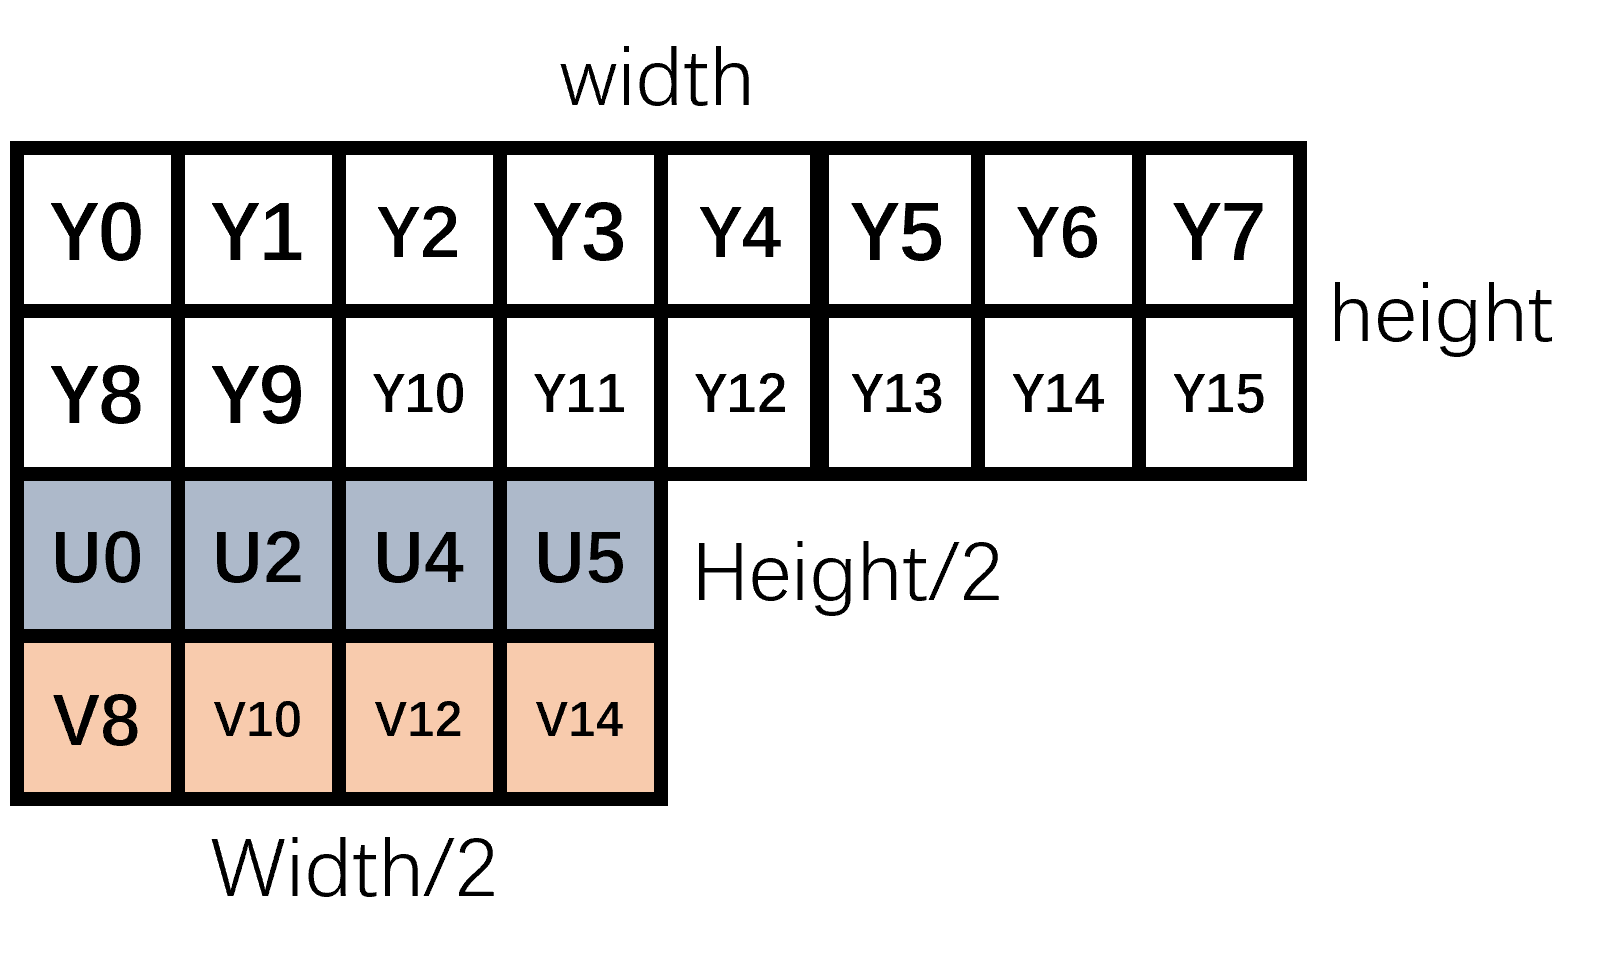 width
Y0 Y1 Y2 Y3 Y4 Y5 Y6 Y7
height
Y8 Y9 Y10 Y11 Y12 Y13 Y14 Y15
U0 U2 U4 U5
Height/2
V8 V10 V12 V14
Width/2